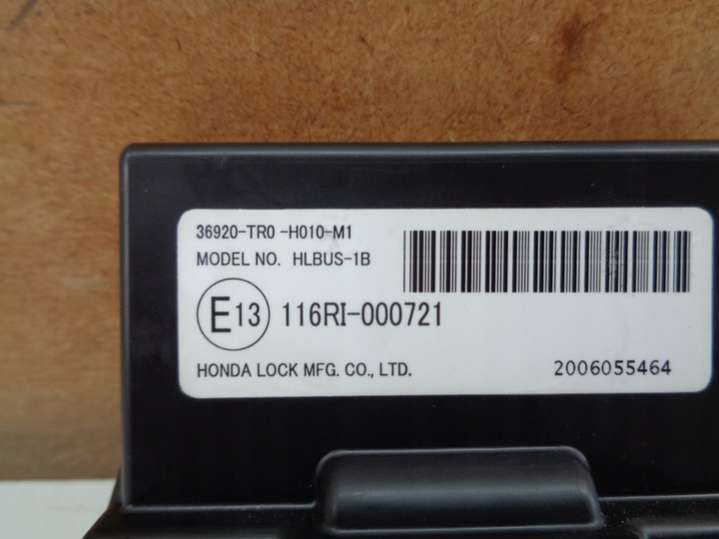 36920-TR0 -H010-M1
MODEL NO. HLBUS-1B
E13 116RI-000721
HONDA LOCK MFG. CO., LTD. 2006055464